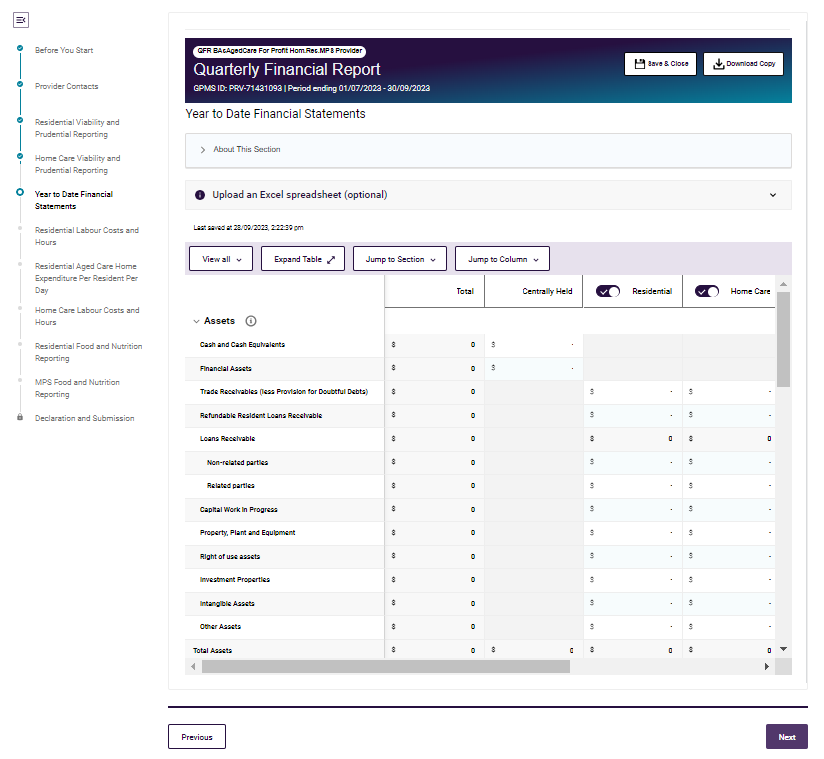 Before You Start
Provider Contacts
Residential Viability and
Prudential Reporting
Home Care Viability and
Prudential Reporting
Year to Date Financial
Statements
Residential Labour Costs and
Hours
Residential Aged Care Home
Expenditure Per Resident Per
Day
Home Care Labour Costs and
Hours
Residential Food and Nutrition
Reporting
MPS Food and Nutrition
Reporting
Declaration and Submission
QFR BAsAgedCare For Profit Hom.Res.MPS Provider
Quarterly Financial Report
GPMS ID: PRV-71431093 | Period ending 01/07/2023 - 30/09/2023
Save & Close
Download Copy
Year to Date Financial Statements
About This Section
Upload an Excel spreadsheet (optional)
Last saved at 28/09/2023, 2:22:39 pm
View all
Expand Table
Jump to Section
Jump to Column
Total Centrally Held Residential Home Care
Assets
Cash and Cash Equivalents $ 0 $ -
Financial Assets $ 0 $ -
Trade Receivables (less Provision for Doubtful Debts) $ 0 $ - $ -
Refundable Resident Loans Receivable $ 0 $ - $ -
Loans Receivable $ 0 $ 0 $ 0
Non-related parties $ 0 $ - $ -
Related parties $ 0 $ - $ -
Capital Work in Progress $ 0 $ - $ -
Property, Plant and Equipment $ 0 $ - $ -
Right of use assets $ 0 $ - $ -
Investment Properties $ 0 $ - $ -
Intangible Assets $ 0 $ - $ -
Other Assets $ 0 $ - $ -
Total Assets $ 0 $ 0 $ 0 $ 0
Previous
Next